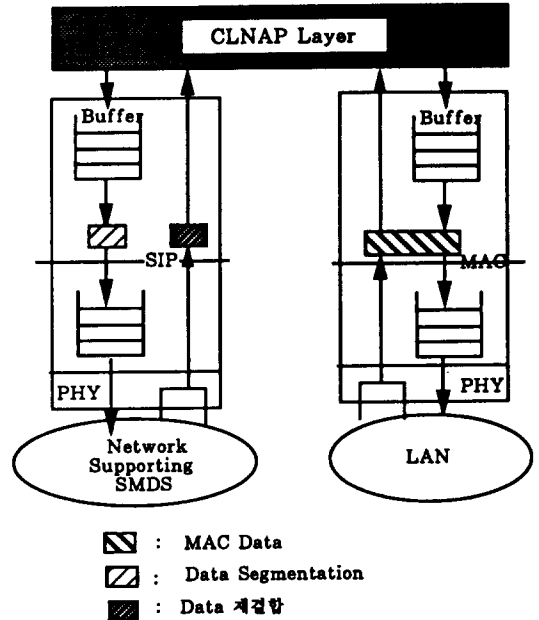 CLNAP Layer
Buffer
Buffer
SIP
MAC
PHY
PHY
Network
Supporting
SMDS
LAN
: MAC Data
: Data Segmentation
: Data 재결합